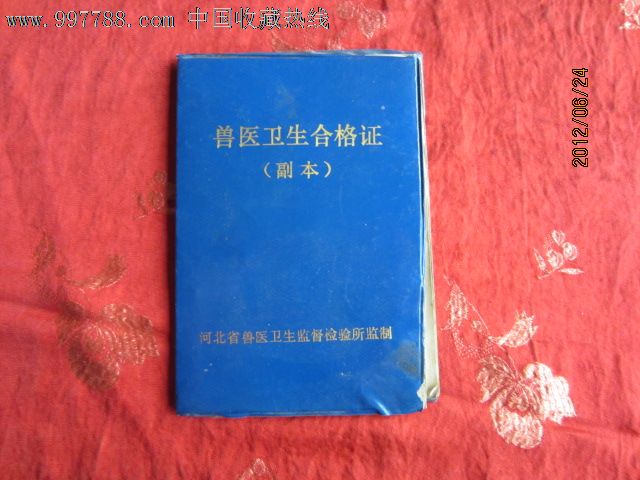 www.997788.com 中国收藏热线
兽医卫生合格证
（副本）
河北省兽医卫生监督检验所监制
2012/06/24